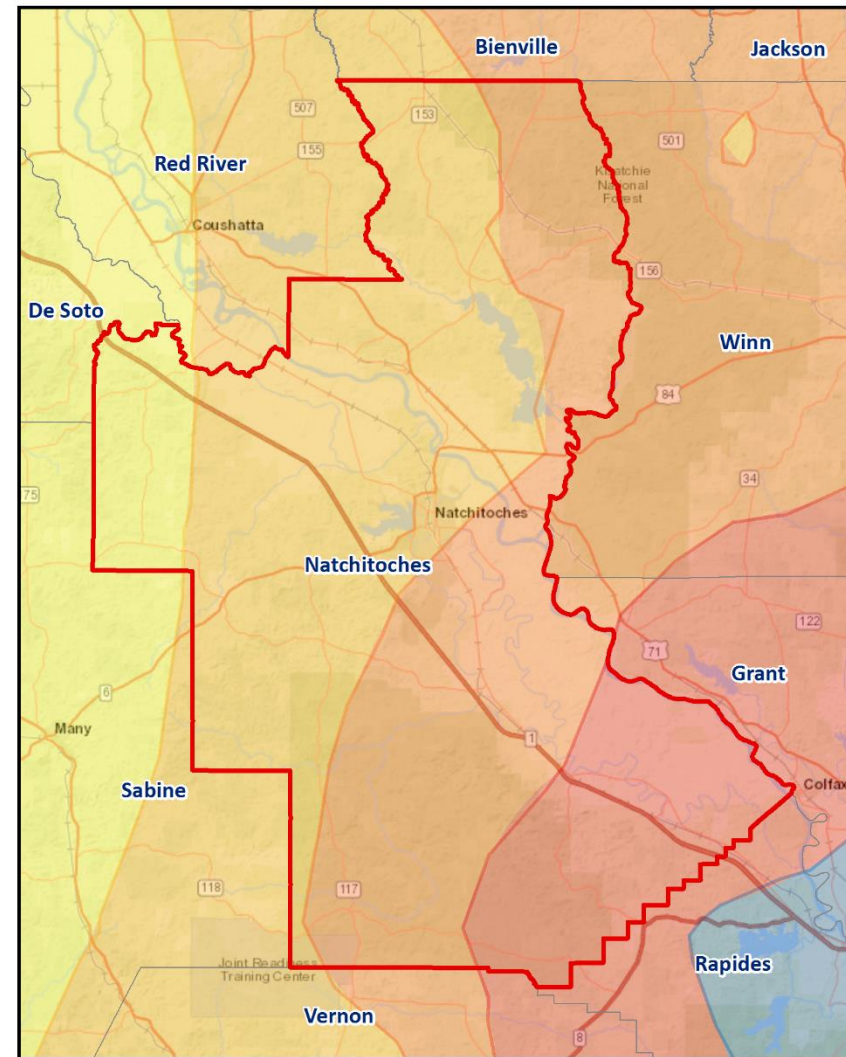 Bienville
Jackson
507
153
155
501
Red River
Kisatchie
National
Forest
Coushatta
156
De Soto
Winn
84
34
75
Natchitoches
Natchitoches
122
71
Grant
6
Many
1
Colfax
Sabine
118
117
Joint Readiness
Training Center
Rapides
Vernon
8